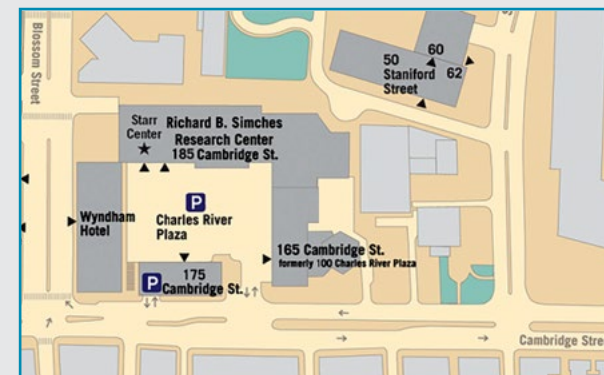 Blossom Street
60
50
62
Staniford
Street
Starr
Center
Richard B. Simches
Research Center
185 Cambridge St.
P
Wyndham
Hotel
Charles River
Plaza
165 Cambridge St.
formerly 100 Charles River Plaza
P
175
Cambridge St.
Cambridge Stree